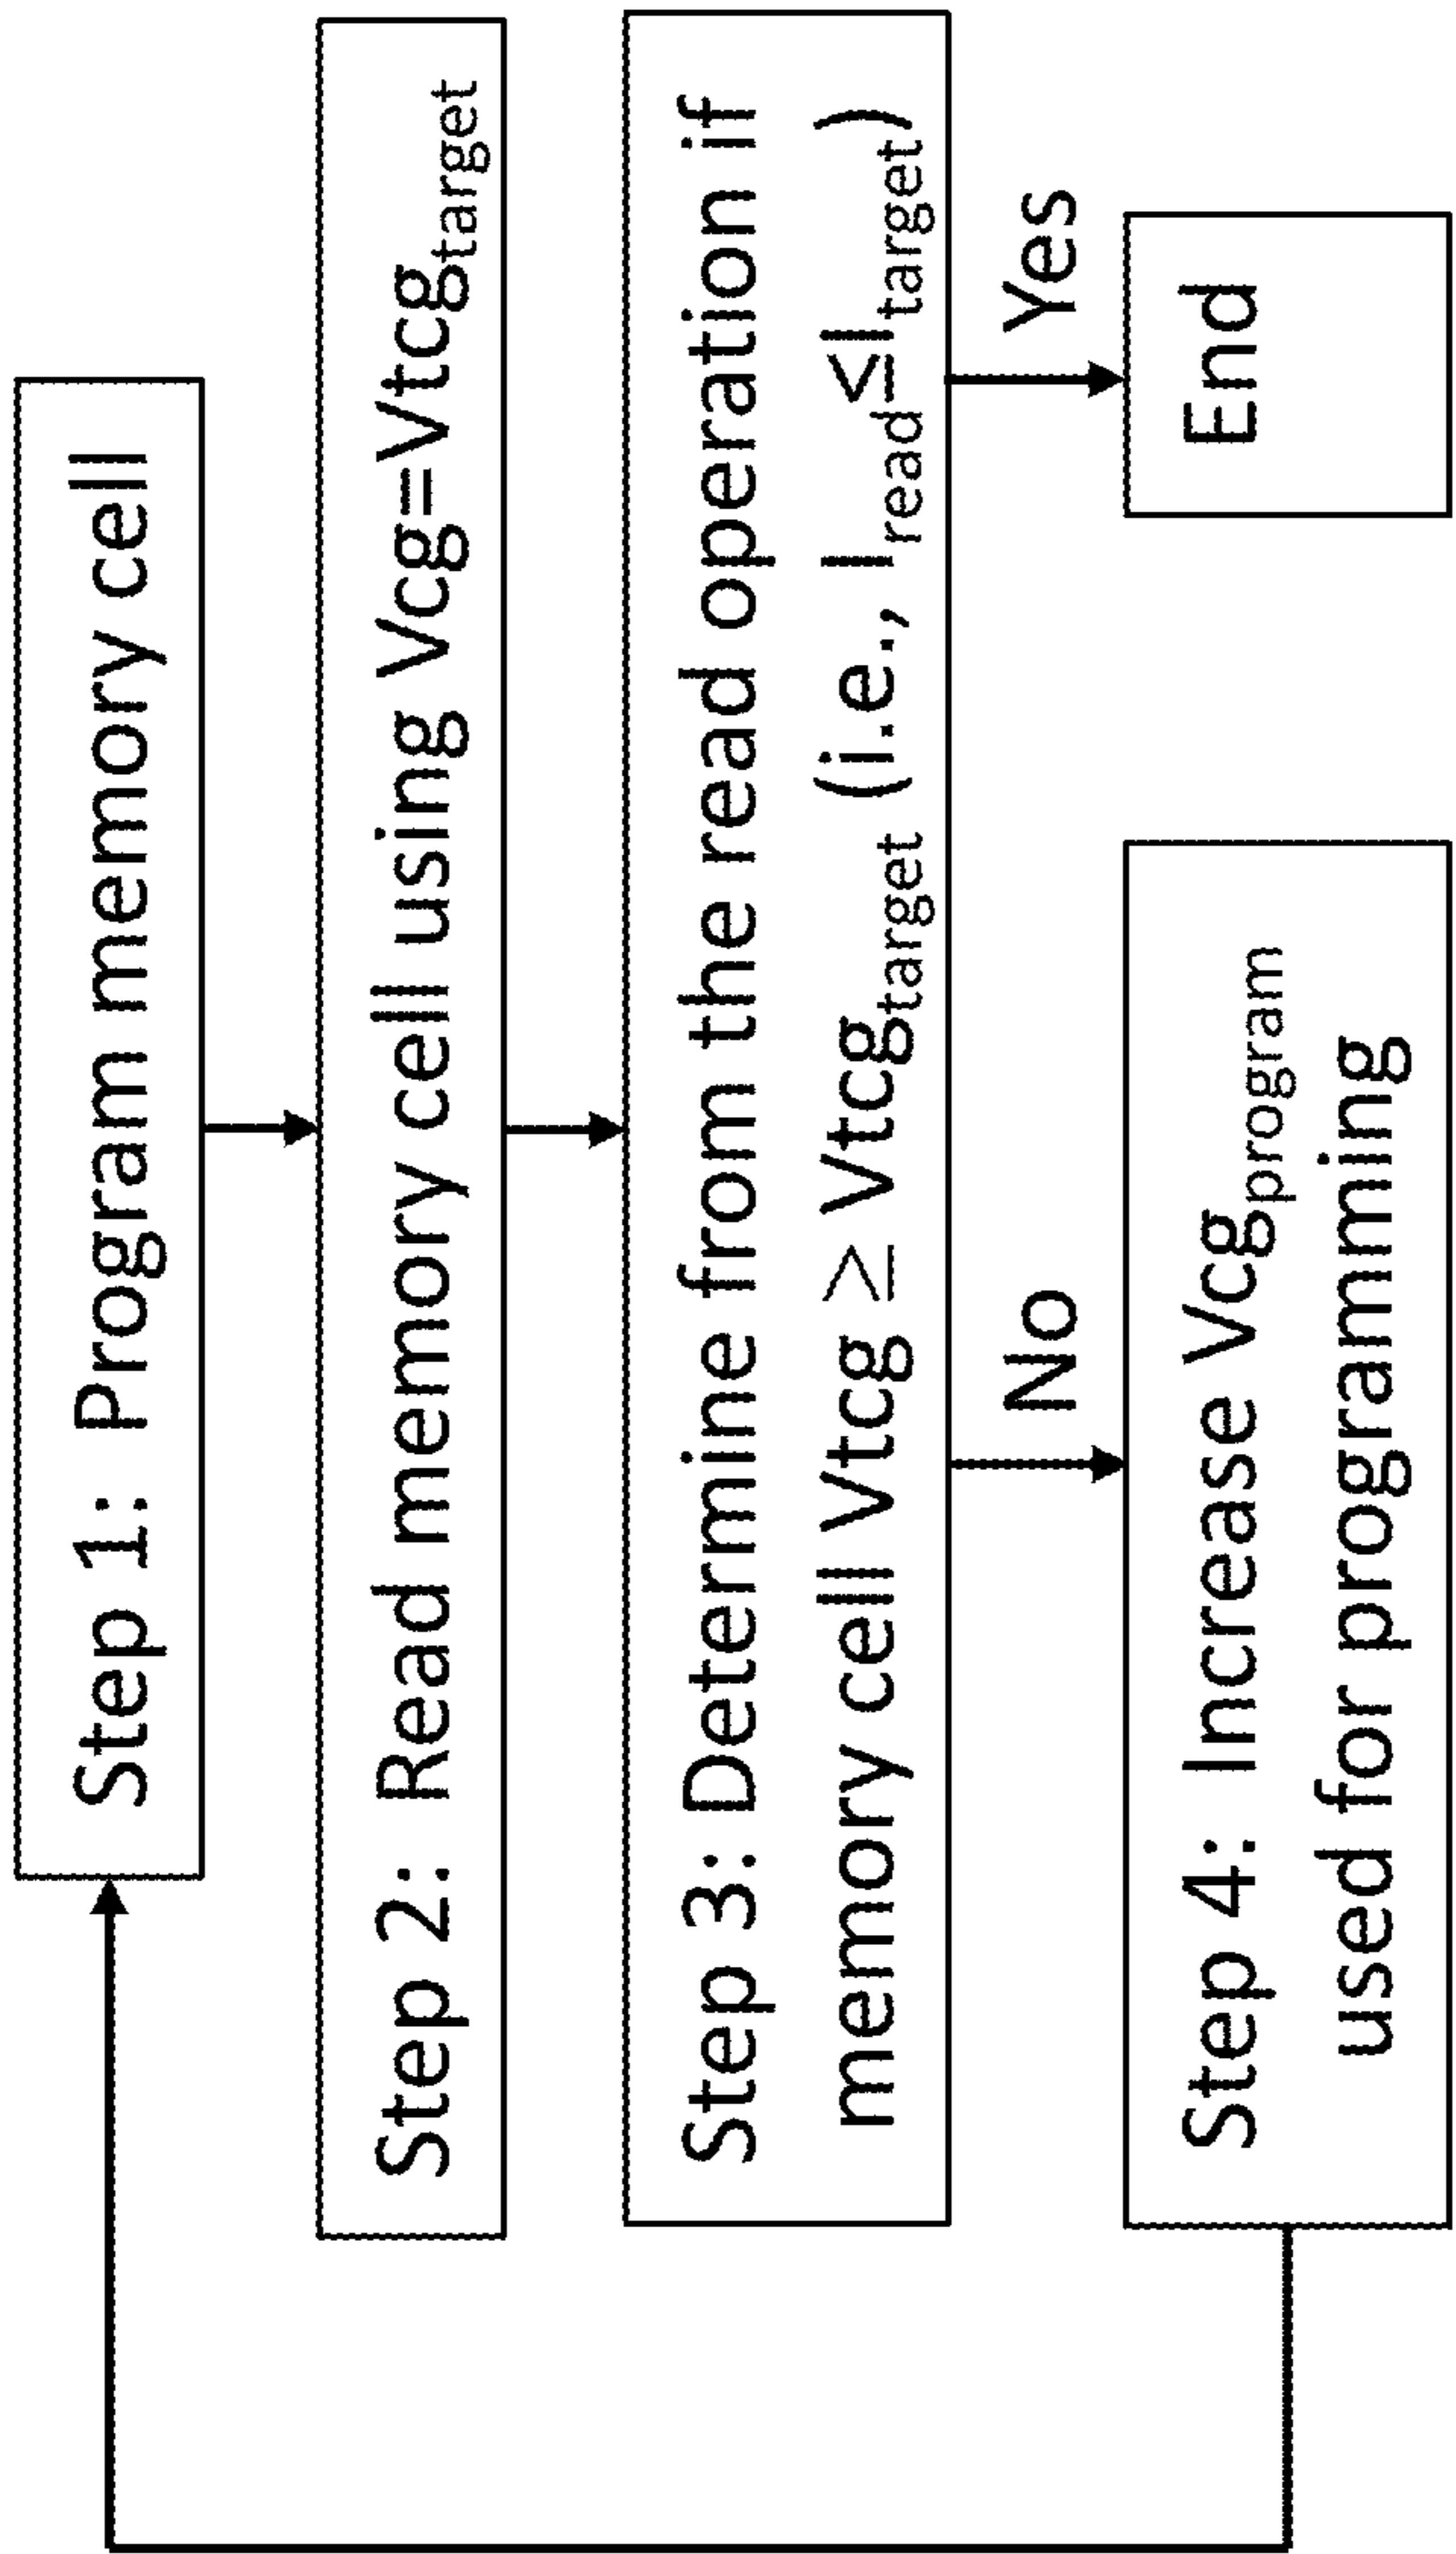 Step 1: Program memory cell
Step 2: Read memory cell using Vcg=Vtcgtarget
Step 3: Determine from the read operation if
memory cell Vtcg ≥ Vtcgtarget (i.e., Iread≤Itarget)
No
Yes
Step 4: Increase Vcgprogram
used for programming
End